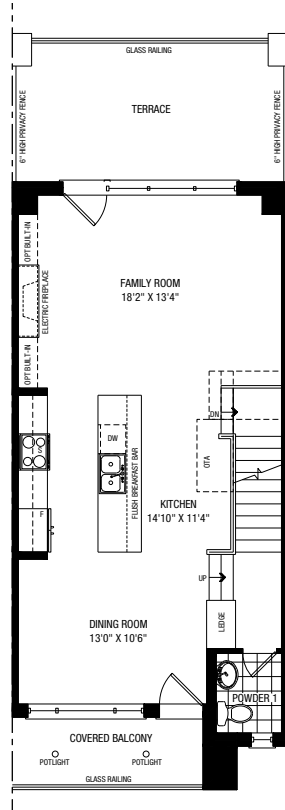 GLASS RAILING
TERRACE
6" HIGH PRIVACY FENCE
6" HIGH PRIVACY FENCE
OPT BUILT-IN
ELECTRIC FIREPLACE
OPT BUILT-IN
FAMILY ROOM
18'2" X 13'4"
DN
OTA
DW
S
FLUSH BREAKFAST BAR
KITCHEN
14'10" X 11'4"
F
UP
LEDGE
DINING ROOM
13'0" X 10'6"
POWDER 1
COVERED BALCONY
POTLIGHT
POTLIGHT
GLASS RAILING